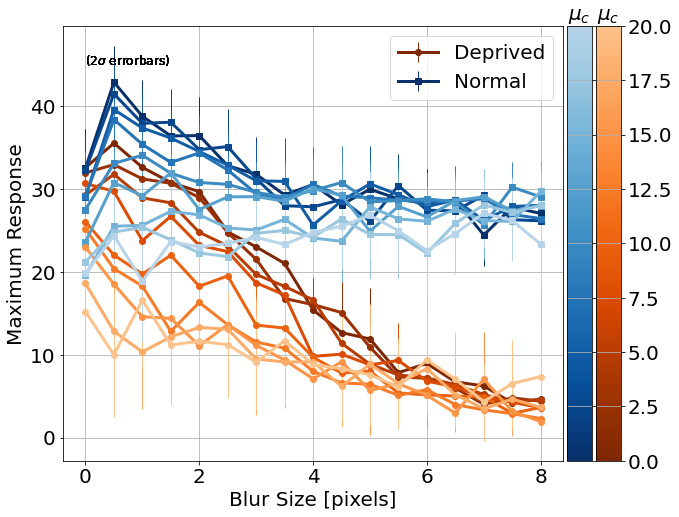 μc μc
(2σ errorbars)
Deprived
Normal
Maximum Response
40
30
20
10
0
0 2 4 6 8
Blur Size [pixels]
20.0
17.5
15.0
12.5
10.0
7.5
5.0
2.5
0.0